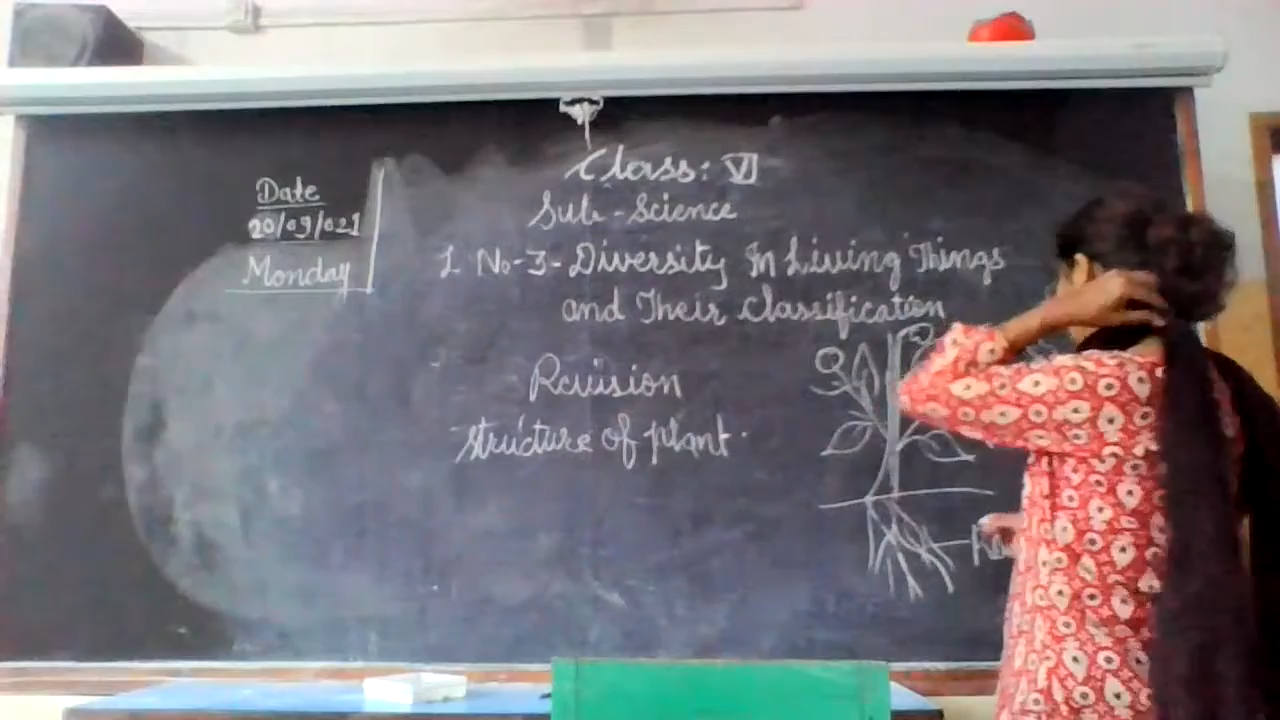 Date
20/09/021
Monday
Class: VI
Sub - Science
L No-3- Diversity In Living Things
and Their Classification
Revision
structure of plant.